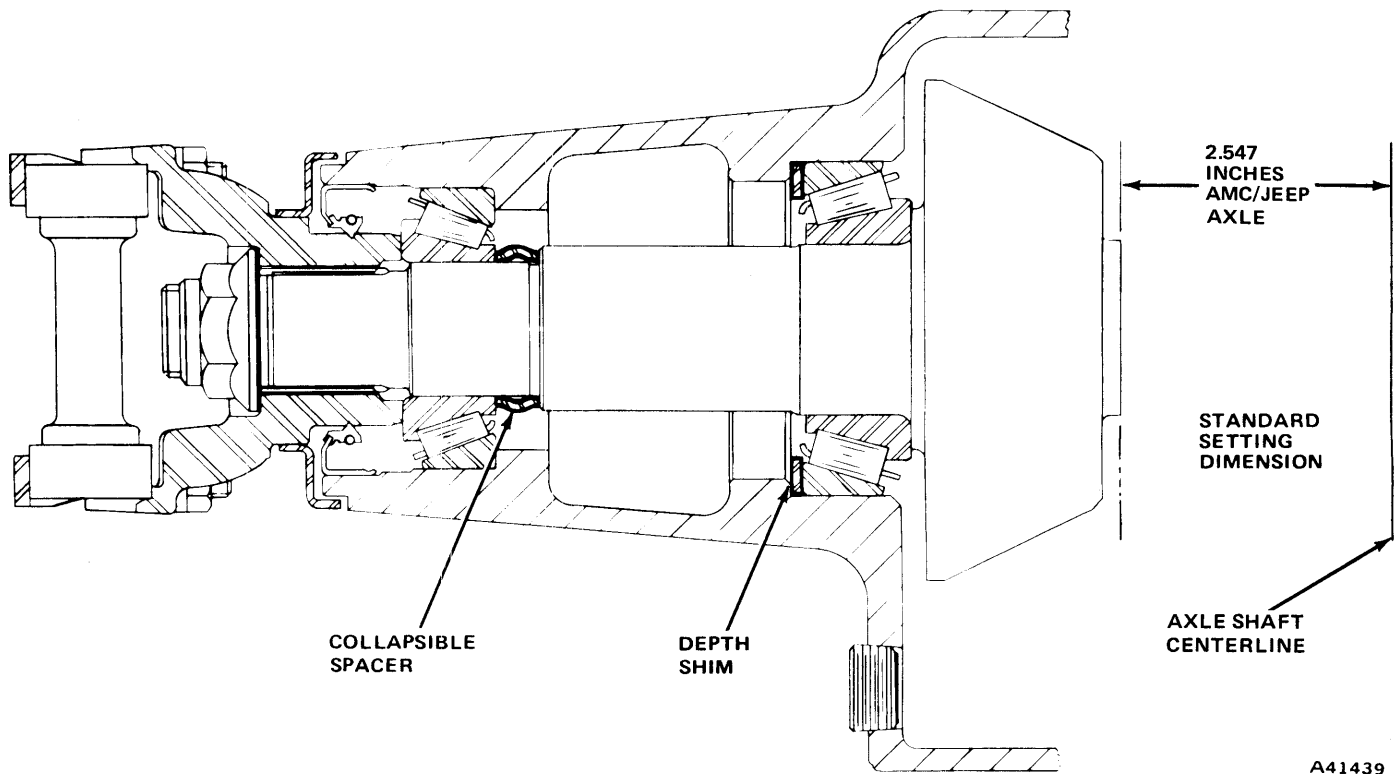 2.547
INCHES
AMC/JEEP
AXLE
STANDARD
SETTING
DIMENSION
COLLAPSIBLE
SPACER
DEPTH
SHIM
AXLE SHAFT
CENTERLINE
A41439